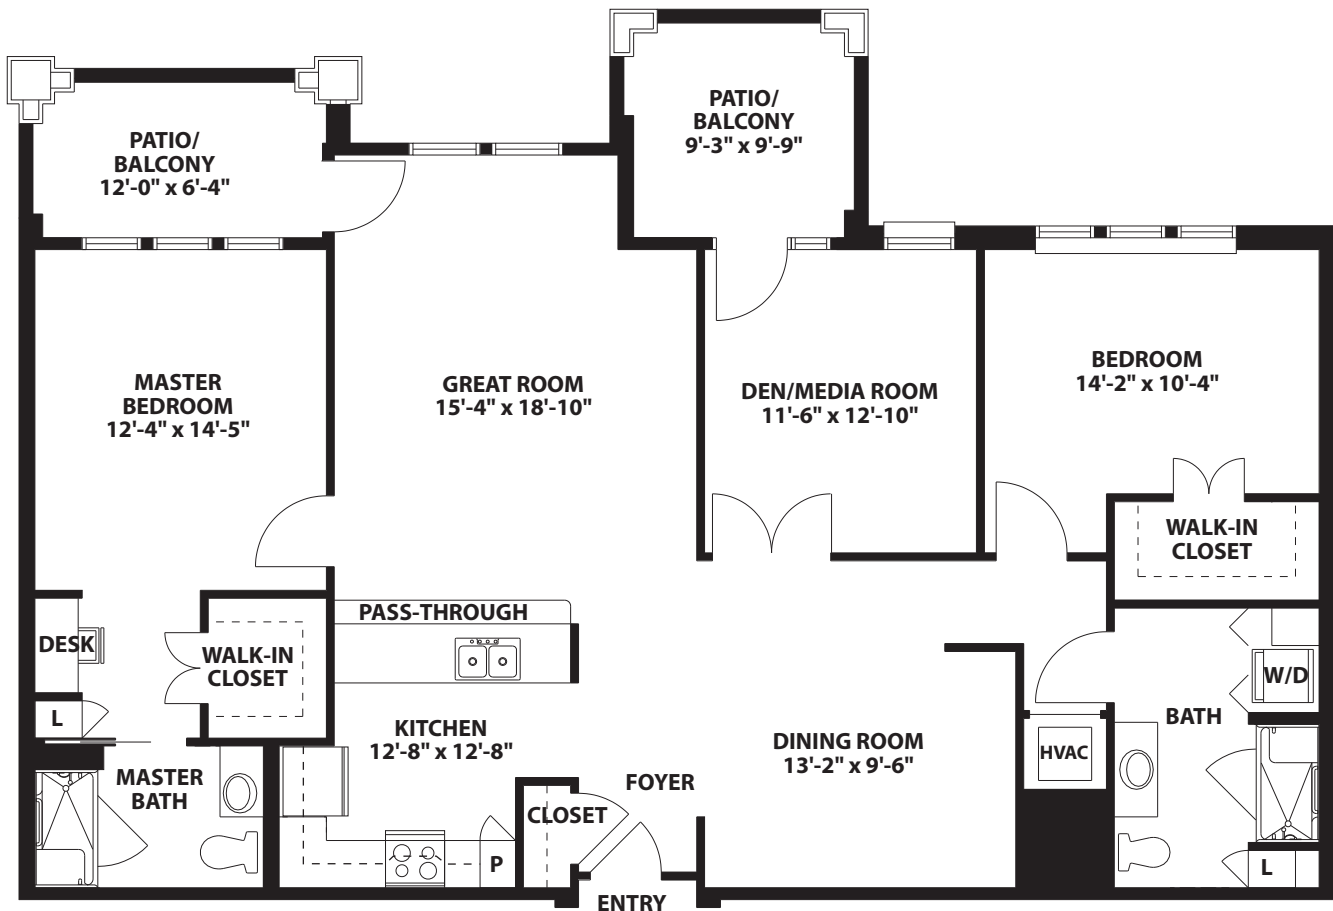 PATIO/
BALCONY
12'-0" x 6'-4"
PATIO/
BALCONY
9'-3" x 9'-9"
MASTER
BEDROOM
12'-4" x 14'-5"
GREAT ROOM
15'-4" x 18'-10"
DEN/MEDIA ROOM
11'-6" x 12'-10"
BEDROOM
14'-2" x 10'-4"
WALK-IN
CLOSET
PASS-THROUGH
DESK
WALK-IN
CLOSET
L
KITCHEN
12'-8" x 12'-8"
W/D
BATH
HVAC
DINING ROOM
13'-2" x 9'-6"
MASTER
BATH
FOYER
CLOSET
P
L
ENTRY